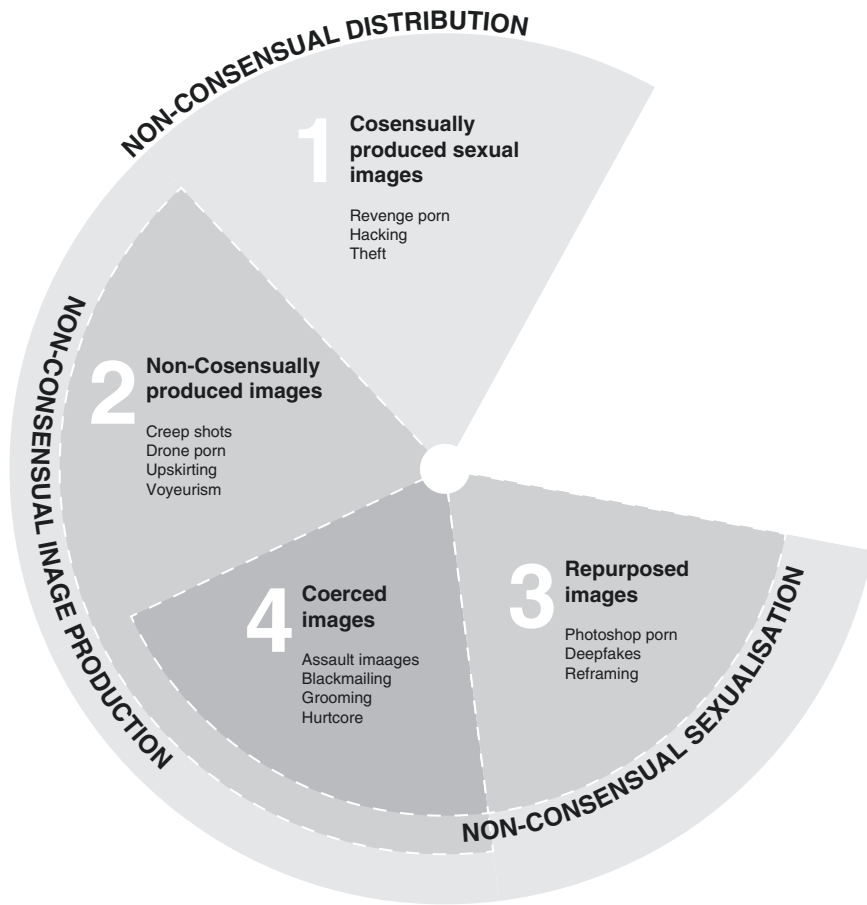 NON-CONSENSUAL DISTRIBUTION
1
Cosensually
produced sexual
images
Revenge porn
Hacking
Theft
NON-CONSENSUAL INAGE PRODUCTION
2
Non-Cosensually
produced images
Creep shots
Drone porn
Upskirting
Voyeurism
4
Coerced
images
Assault imaages
Blackmailing
Grooming
Hurtcore
3
Repurposed
images
Photoshop porn
Deepfakes
Reframing
NON-CONSENSUAL SEXUALISATION